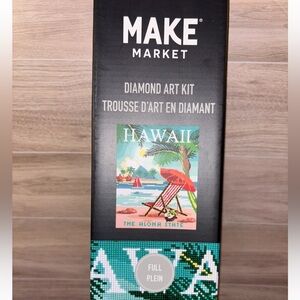 MAKE®
MARKET
DIAMOND ART KIT
TROUSSE D'ART EN DIAMANT
HAWAII
THE ALOHA STATE
FULL
PLEIN